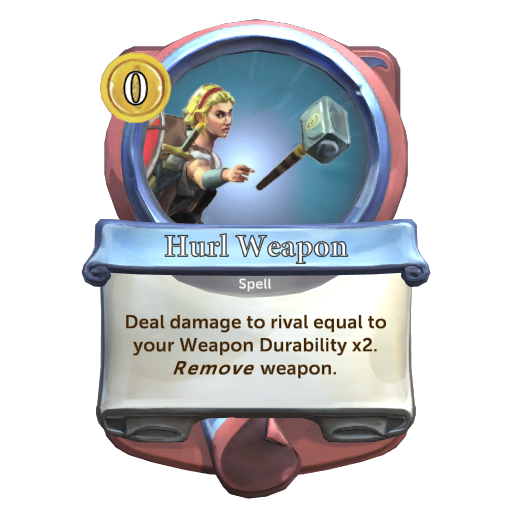 0
Hurl Weapon
Spell
Deal damage to rival equal to
your Weapon Durability x2.
Remove weapon.